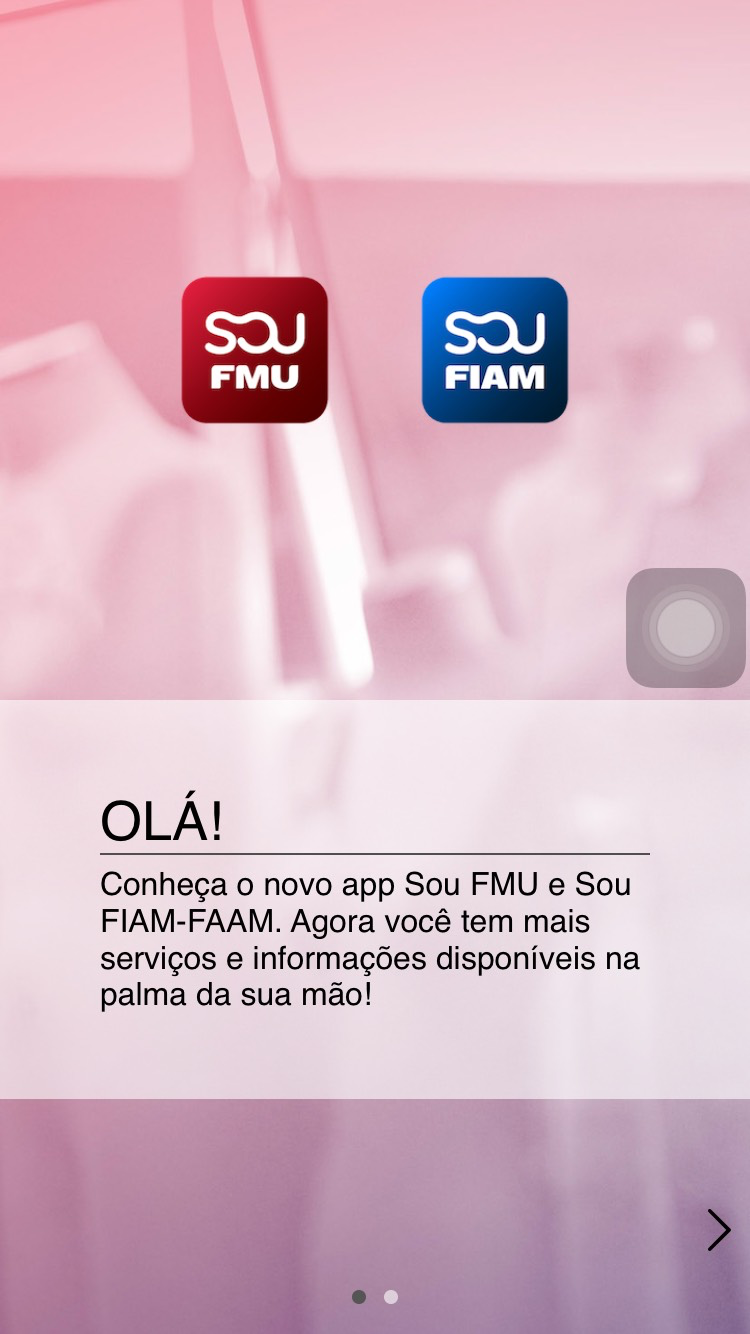 SOU
FMU
SOU
FIAM
OLÁ!
Conheça o novo app Sou FMU e Sou
FIAM-FAAM. Agora você tem mais
serviços e informações disponíveis na
palma da sua mão!